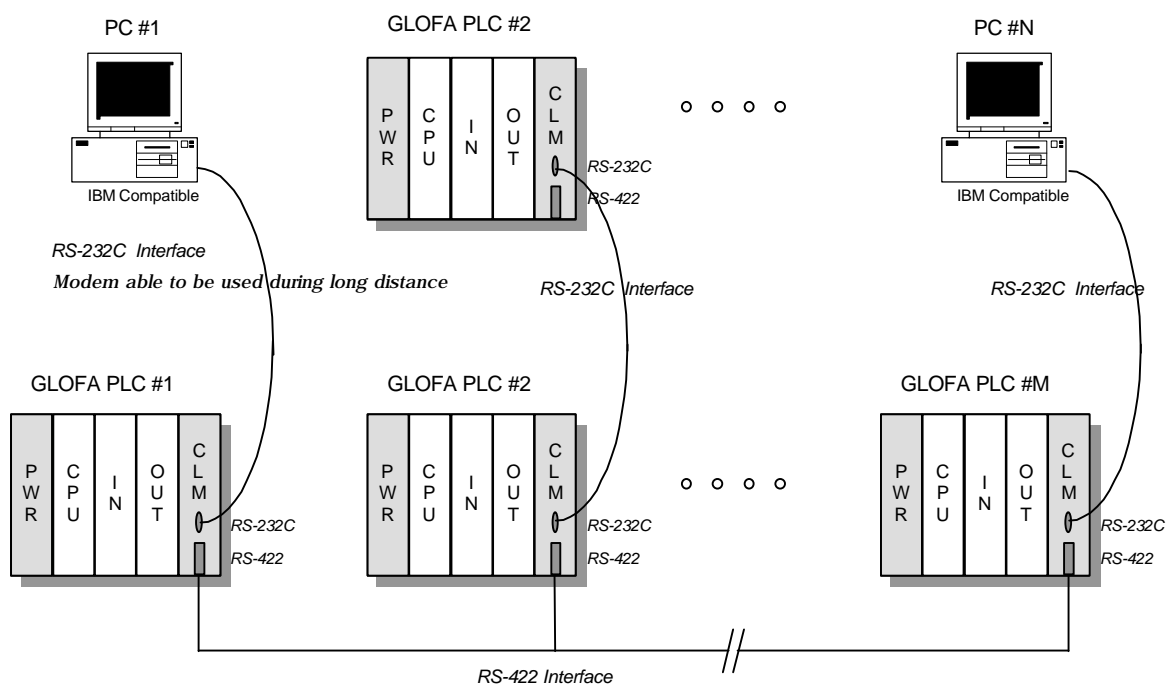 PC #1
GLOFA PLC #2
PC #N
IBM Compatible
PWR
CPU
IN
OUT
CLM
RS-232C
RS-422
IBM Compatible
RS-232C Interface
Modem able to be used during long distance
RS-232C Interface
RS-232C Interface
GLOFA PLC #1
GLOFA PLC #2
GLOFA PLC #M
PWR
CPU
IN
OUT
CLM
RS-232C
RS-422
PWR
CPU
IN
OUT
CLM
RS-232C
RS-422
PWR
CPU
IN
OUT
CLM
RS-232C
RS-422
RS-422 Interface